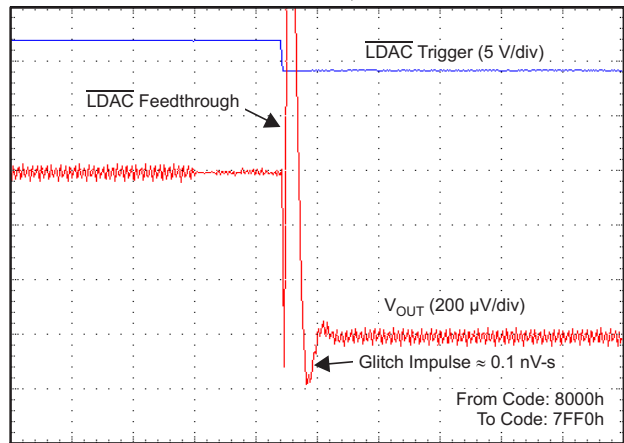 LDAC Trigger (5 V/div)
LDAC Feedthrough
VOUT (200 µV/div)
Glitch Impulse ≈ 0.1 nV-s
From Code: 8000h
To Code: 7FF0h